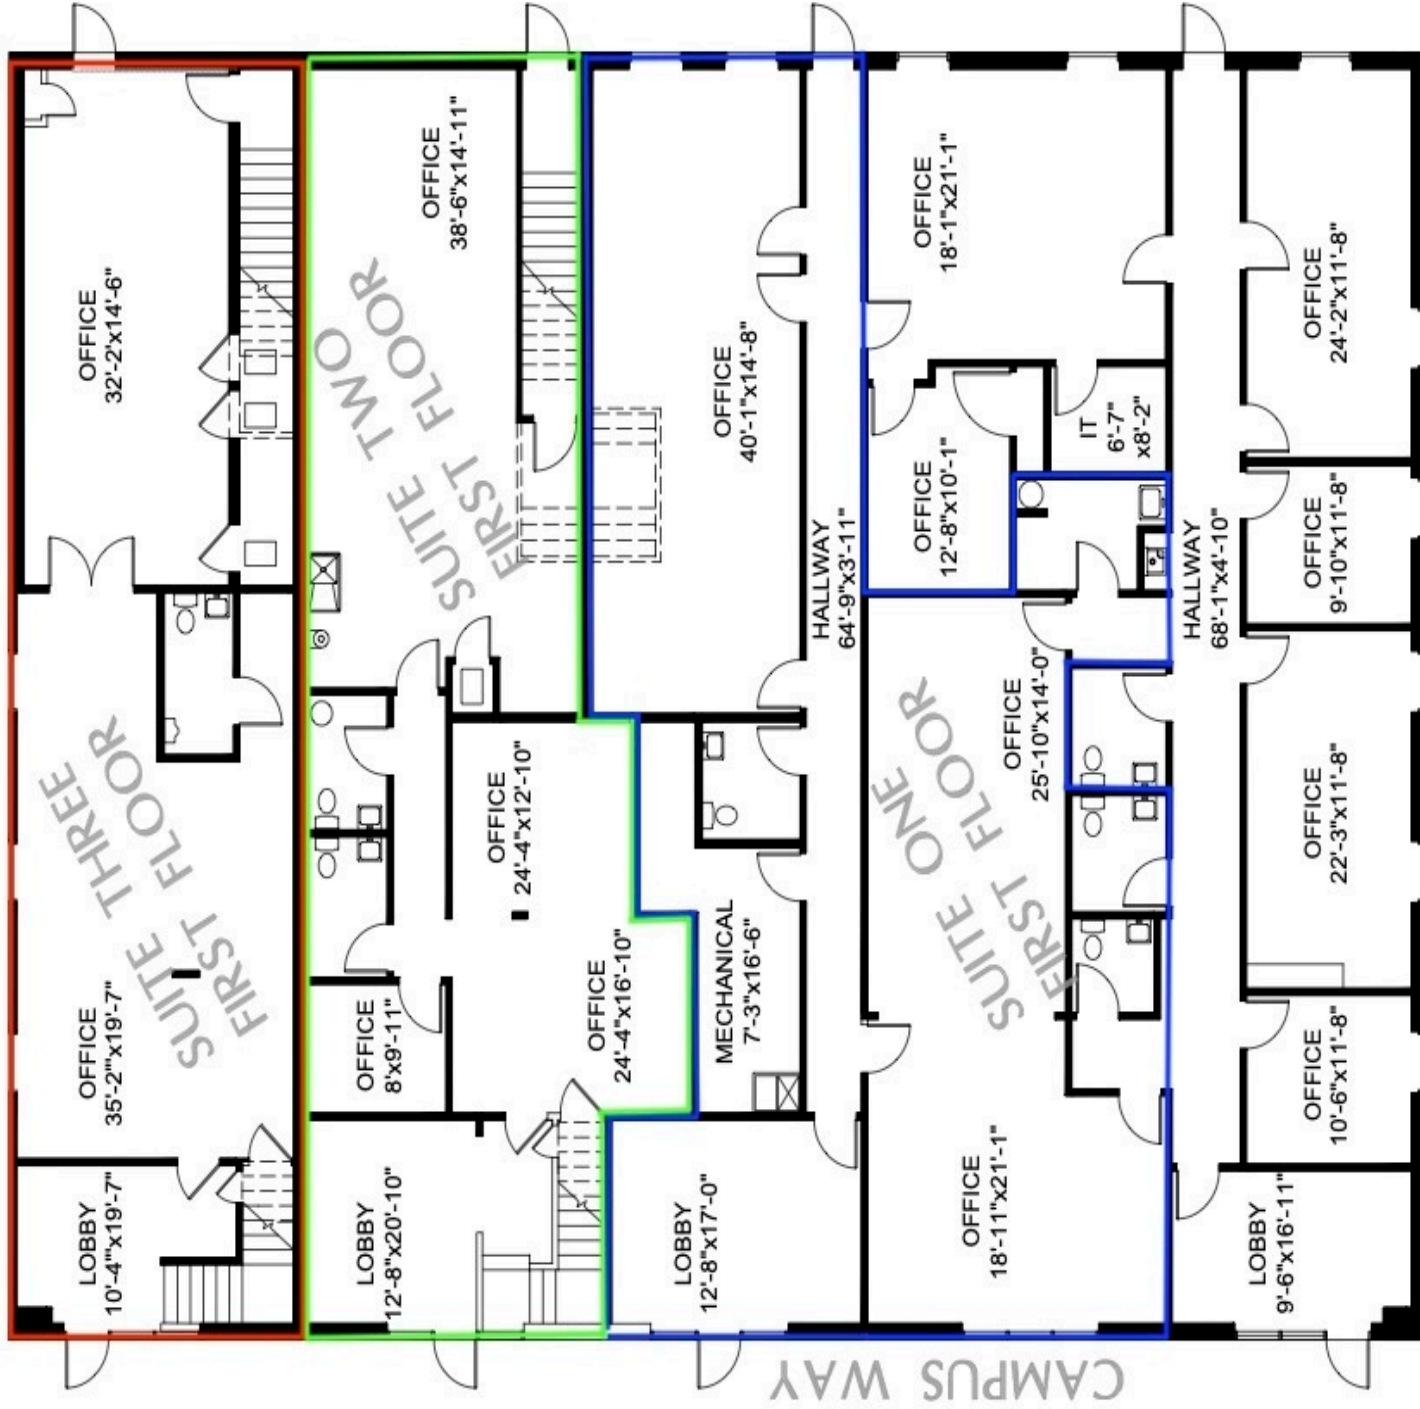 OFFICE
32'-2"x14'-6"
OFFICE
35'-2"x19'-7"
LOBBY
10'-4"x19'-7"
SUITE THREE
FIRST FLOOR
OFFICE
38'-6"x14'-11"
SUITE TWO
FIRST FLOOR
OFFICE
24'-4"x12'-10"
OFFICE
24'-4"x16'-10"
OFFICE
8'x9'-11"
LOBBY
12'-8"x20'-10"
OFFICE
40'-1"x14'-8"
HALLWAY
64'-9"x3'-11"
MECHANICAL
7'-3"x16'-6"
LOBBY
12'-8"x17'-0"
OFFICE
18'-1"x21'-1"
OFFICE
12'-8"x10'-1"
IT
6'-7"
x8'-2"
OFFICE
25'-10"x14'-0"
SUITE ONE
FIRST FLOOR
OFFICE
18'-11"x21'-1"
HALLWAY
68'-1"x4'-10"
OFFICE
24'-2"x11'-8"
OFFICE
9'-10"x11'-8"
OFFICE
22'-3"x11'-8"
OFFICE
10'-6"x11'-8"
LOBBY
9'-6"x16'-11"
CAMPUS WAY